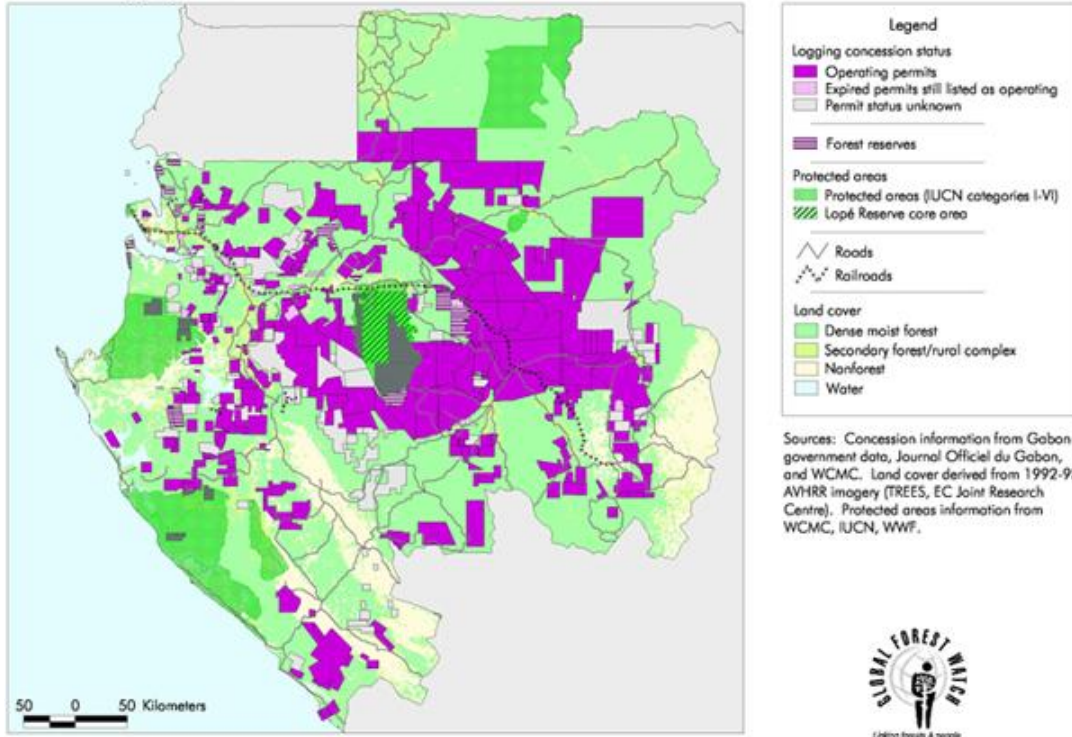 Legend
Logging concession status
Operating permits
Expired permits still listed as operating
Permit status unknown
Forest reserves
Protected areas
Protected areas (IUCN categories I-VI)
Lopé Reserve core area
Roads
Railroads
Land cover
Dense moist forest
Secondary forest/rural complex
Nonforest
Water
Sources: Concession information from Gabon
government data, Journal Officiel du Gabon,
and WCMC. Land cover derived from 1992-9
AVHRR imagery (TREES, EC Joint Research
Centre). Protected areas information from
WCMC, IUCN, WWF.
50 0 50 Kilometers
GLOBAL FOREST WATCH